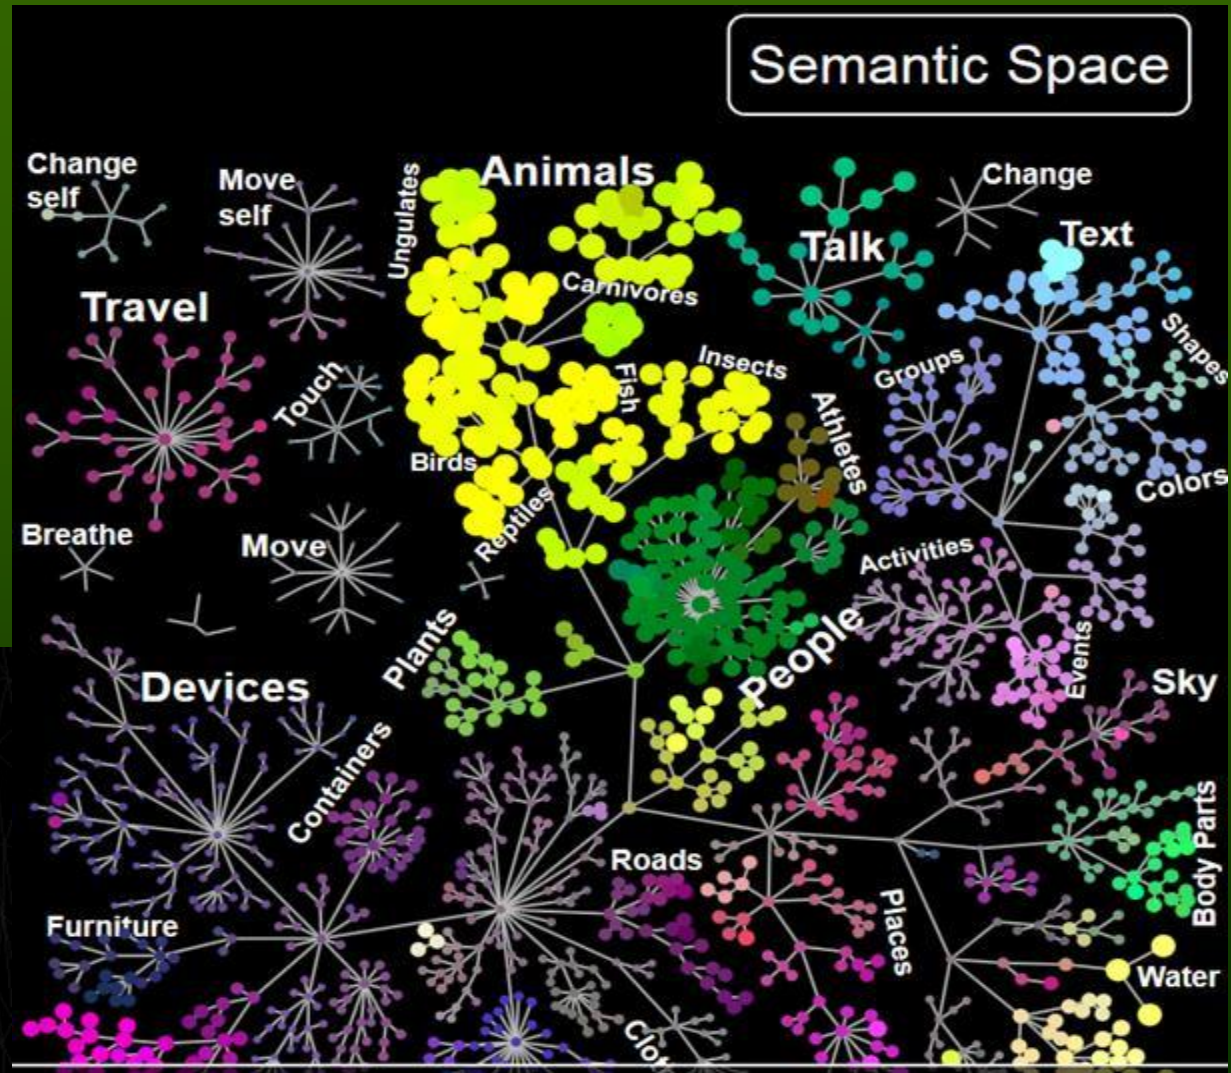 Semantic Space
Change
self
Move
self
Ungulates
Animals
Carnivores
Talk
Change
Text
Travel
Touch
Fish
Insects
Athletes
Groups
Shapes
Birds
Reptiles
Colors
Breathe
Move
Activities
Plants
People
Events
Sky
Devices
Containers
Roads
Places
Body Parts
Furniture
Water